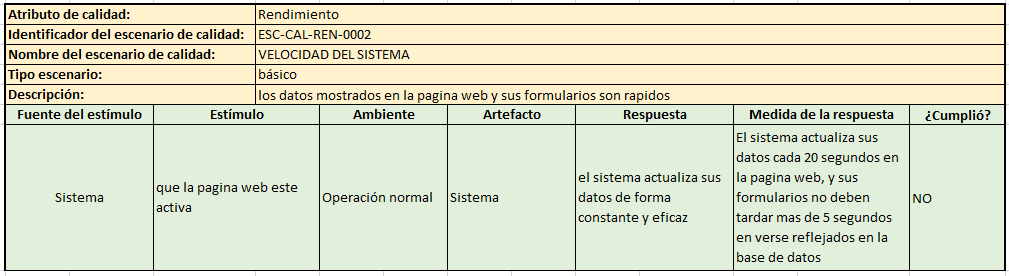 Atributo de calidad: Rendimiento
Identificador del escenario de calidad: ESC-CAL-REN-0002
Nombre del escenario de calidad: VELOCIDAD DEL SISTEMA
Tipo escenario: básico
Descripción: los datos mostrados en la pagina web y sus formularios son rapidos
Fuente del estímulo Estímulo Ambiente Artefacto Respuesta Medida de la respuesta ¿Cumplió?
Sistema
que la pagina web este
activa
Operación normal
Sistema
el sistema actualiza sus
datos de forma
constante y eficaz
El sistema actualiza sus
datos cada 20 segundos en
la pagina web, y sus
formularios no deben
tardar mas de 5 segundos
en verse reflejados en la
base de datos
NO